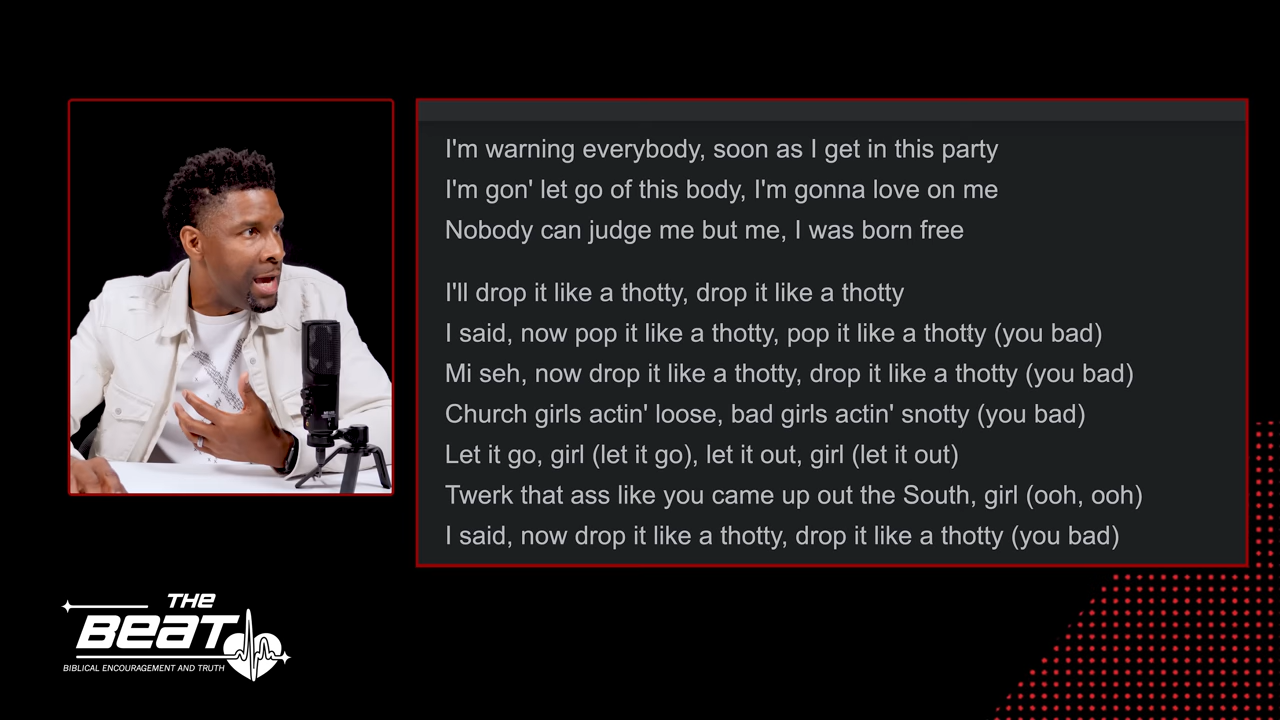 I'm warning everybody, soon as I get in this party
I'm gon' let go of this body, I'm gonna love on me
Nobody can judge me but me, I was born free
I'll drop it like a thotty, drop it like a thotty
I said, now pop it like a thotty, pop it like a thotty (you bad)
Mi seh, now drop it like a thotty, drop it like a thotty (you bad)
Church girls actin' loose, bad girls actin' snotty (you bad)
Let it go, girl (let it go), let it out, girl (let it out)
Twerk that ass like you came up out the South, girl (ooh, ooh)
I said, now drop it like a thotty, drop it like a thotty (you bad)
THE
BEAT
BIBLICAL ENCOURAGEMENT AND TRUTH